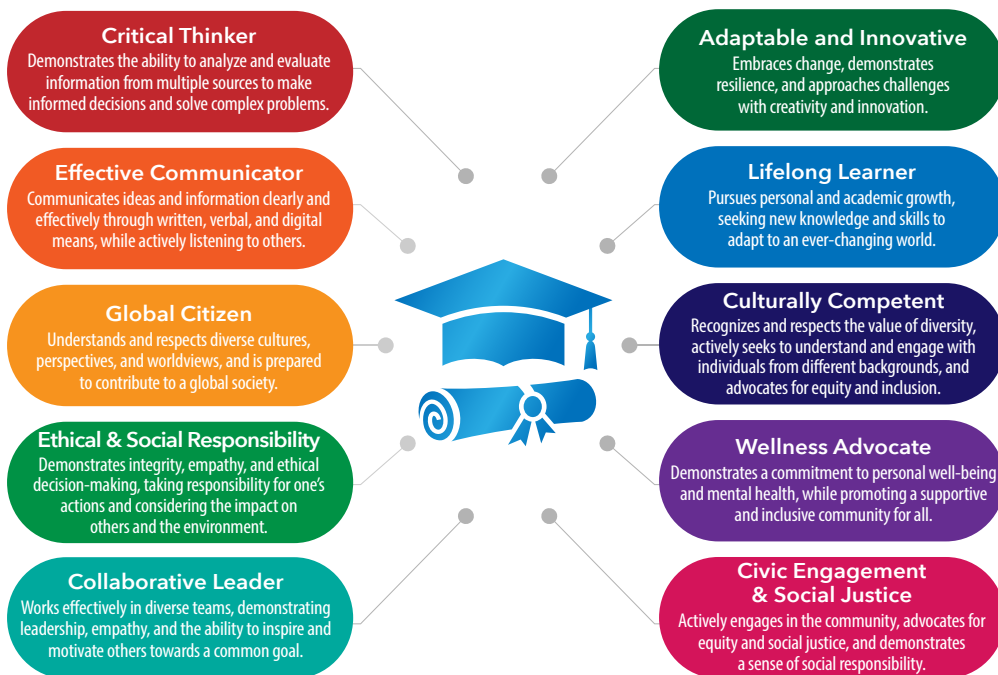 Critical Thinker
Demonstrates the ability to analyze and evaluate
information from multiple sources to make
informed decisions and solve complex problems.
Effective Communicator
Communicates ideas and information clearly and
effectively through written, verbal, and digital
means, while actively listening to others.
Global Citizen
Understands and respects diverse cultures,
perspectives, and worldviews, and is prepared
to contribute to a global society.
Ethical & Social Responsibility
Demonstrates integrity, empathy, and ethical
decision-making, taking responsibility for one's
actions and considering the impact on
others and the environment.
Collaborative Leader
Works effectively in diverse teams, demonstrating
leadership, empathy, and the ability to inspire and
motivate others towards a common goal.
Adaptable and Innovative
Embraces change, demonstrates
resilience, and approaches challenges
with creativity and innovation.
Lifelong Learner
Pursues personal and academic growth,
seeking new knowledge and skills to
adapt to an ever-changing world.
Culturally Competent
Recognizes and respects the value of diversity,
actively seeks to understand and engage with
individuals from different backgrounds, and
advocates for equity and inclusion.
Wellness Advocate
Demonstrates a commitment to personal well-being
and mental health, while promoting a supportive
and inclusive community for all.
Civic Engagement
& Social Justice
Actively engages in the community, advocates for
equity and social justice, and demonstrates
a sense of social responsibility.